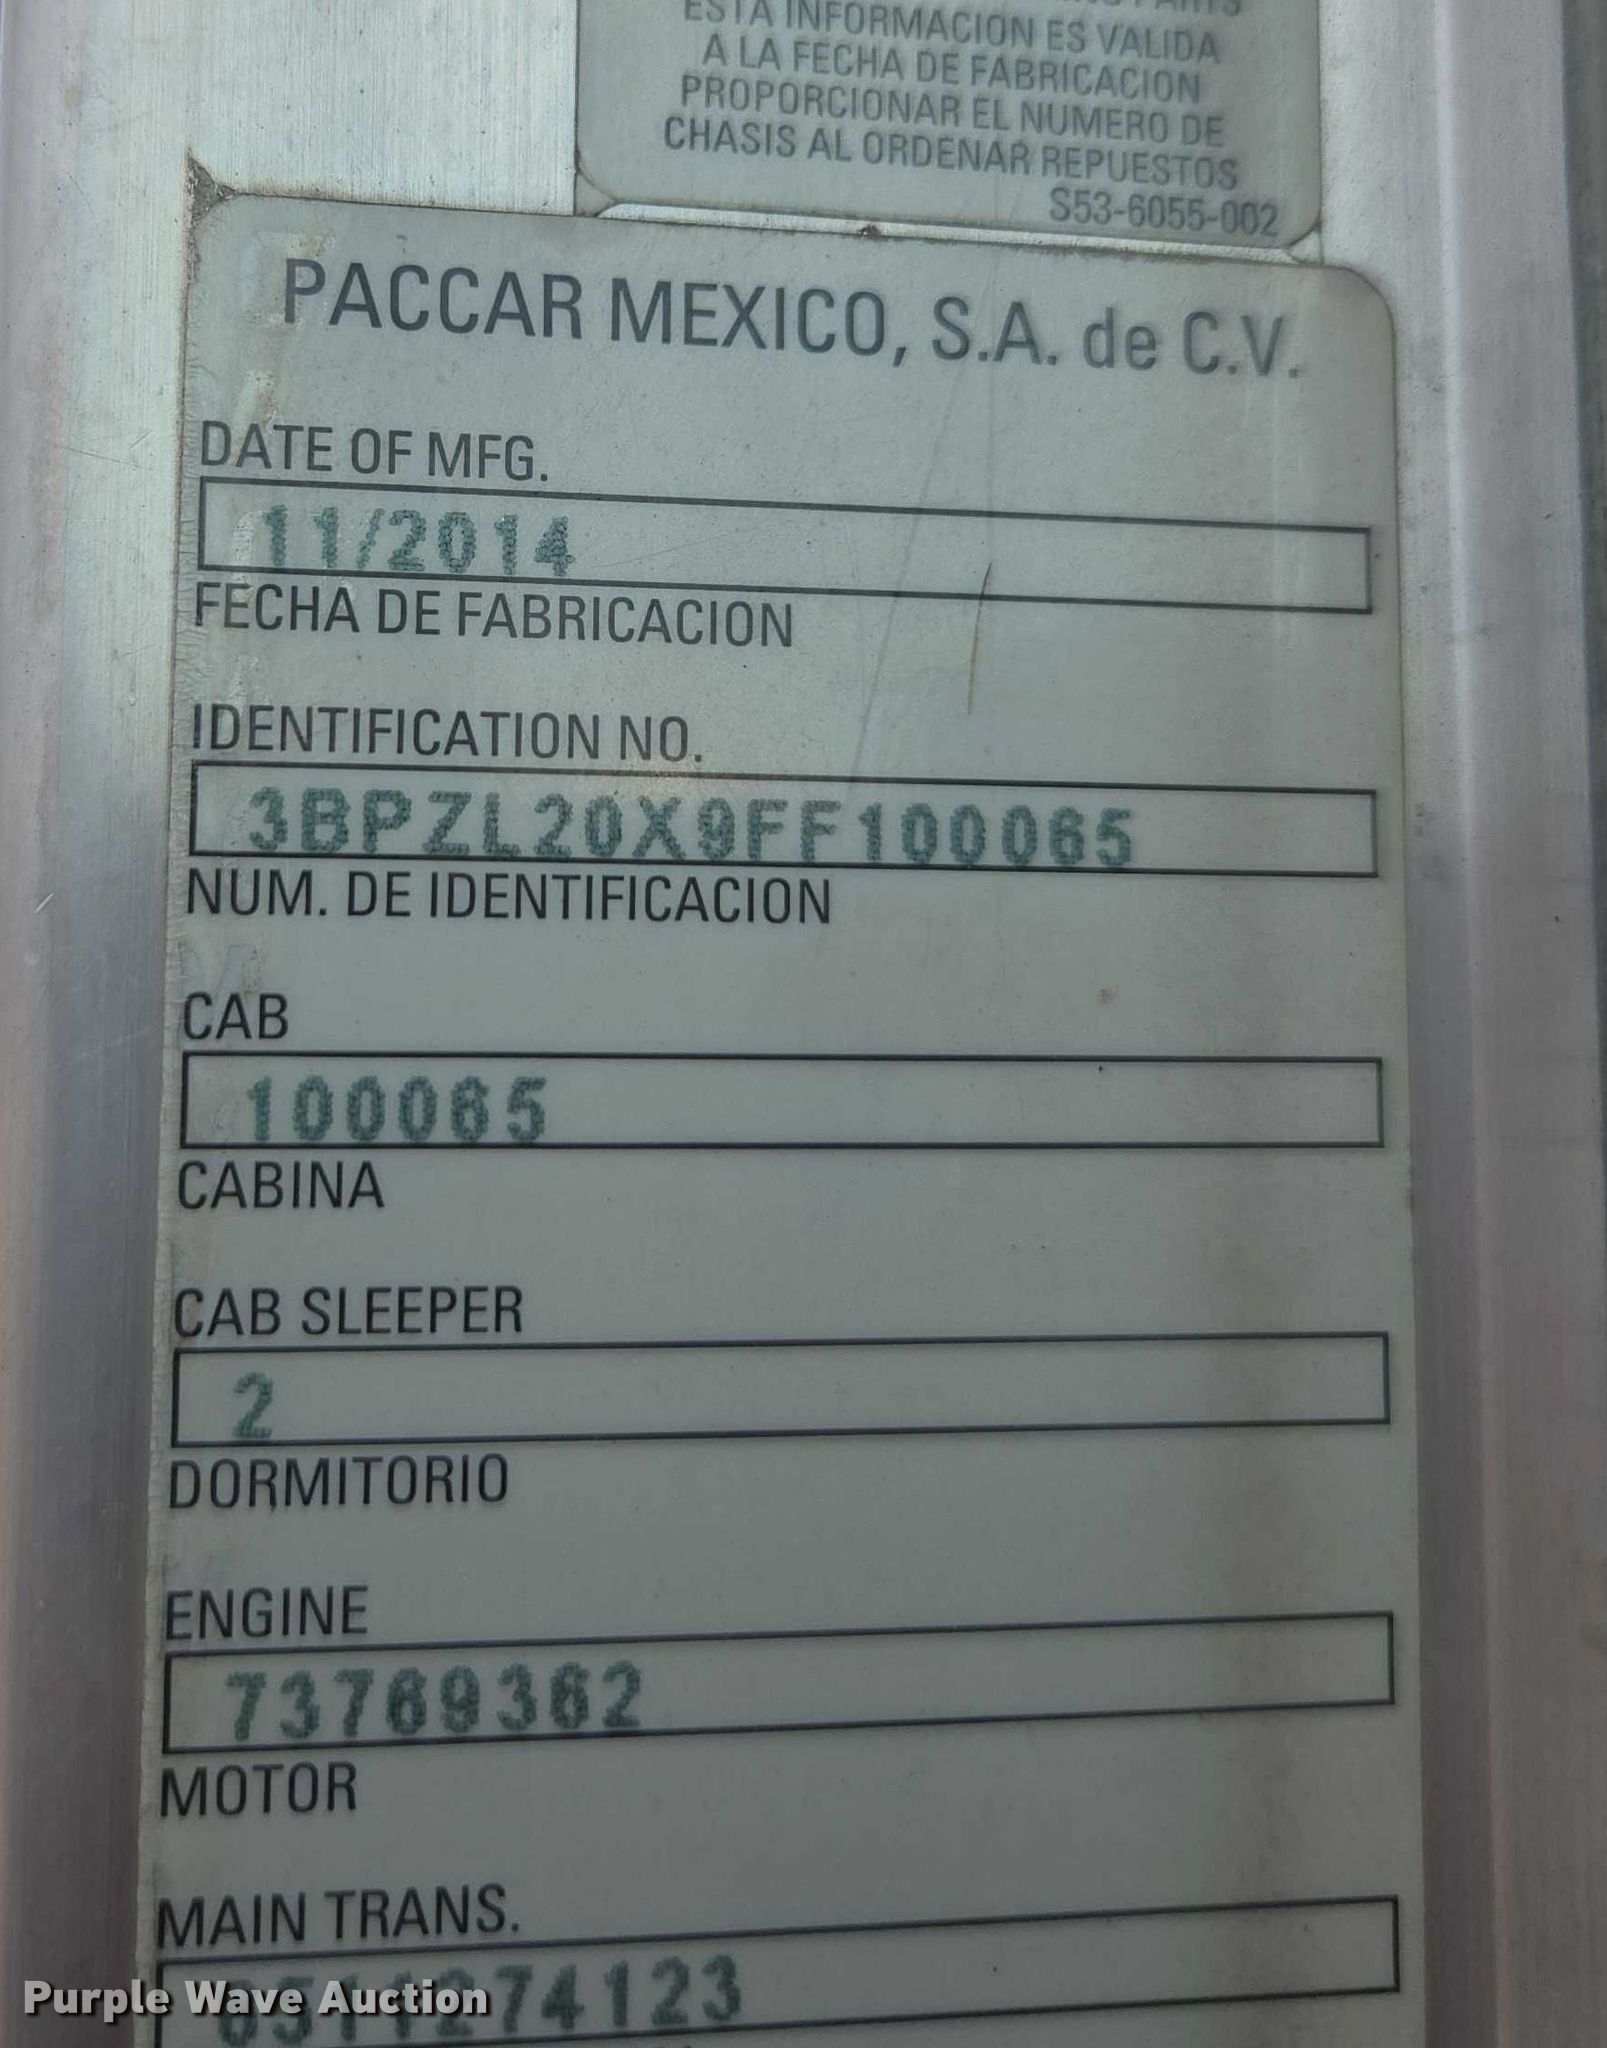 ESTA INFORMACION ES VALIDA
A LA FECHA DE FABRICACION
PROPORCIONAR EL NUMERO DE
CHASIS AL ORDENAR REPUESTOS
S53-6055-002
PACCAR MEXICO, S.A. de C.V.
DATE OF MFG.
11/2014
FECHA DE FABRICACION
IDENTIFICATION NO.
3BPZL20X9FF100065
NUM. DE IDENTIFICACION
CAB
100065
CABINA
CAB SLEEPER
2
DORMITORIO
ENGINE
73769362
MOTOR
MAIN TRANS.
Purple Wave Auction